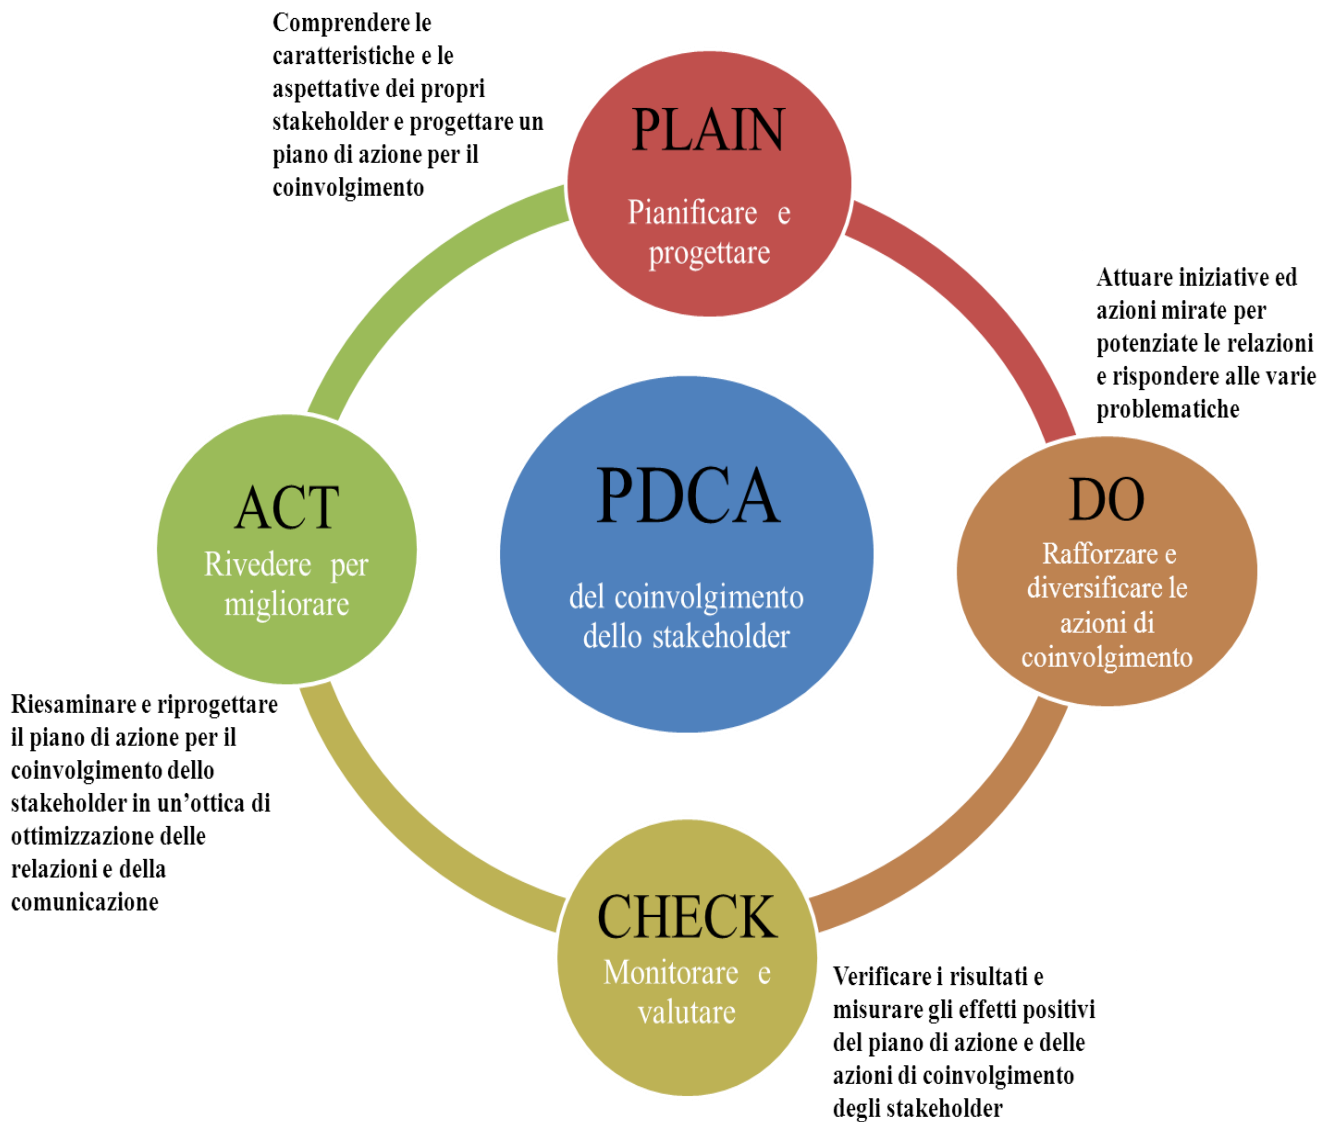 Comprendere le
caratteristiche e le
aspettative dei propri
stakeholder e progettare un
piano di azione per il
coinvolgimento
PLAIN
Pianificare e
progettare
Attuare iniziative ed
azioni mirate per
potenziate le relazioni
e rispondere alle varie
problematiche
DO
Rafforzare e
diversificare le
azioni di
coinvolgimento
PDCA
del coinvolgimento
dello stakeholder
ACT
Rivedere per
migliorare
Riesaminare e riprogettare
il piano di azione per il
coinvolgimento dello
stakeholder in un’ottica di
ottimizzazione delle
relazioni e della
comunicazione
CHECK
Monitorare e
valutare
Verificare i risultati e
misurare gli effetti positivi
del piano di azione e delle
azioni di coinvolgimento
degli stakeholder